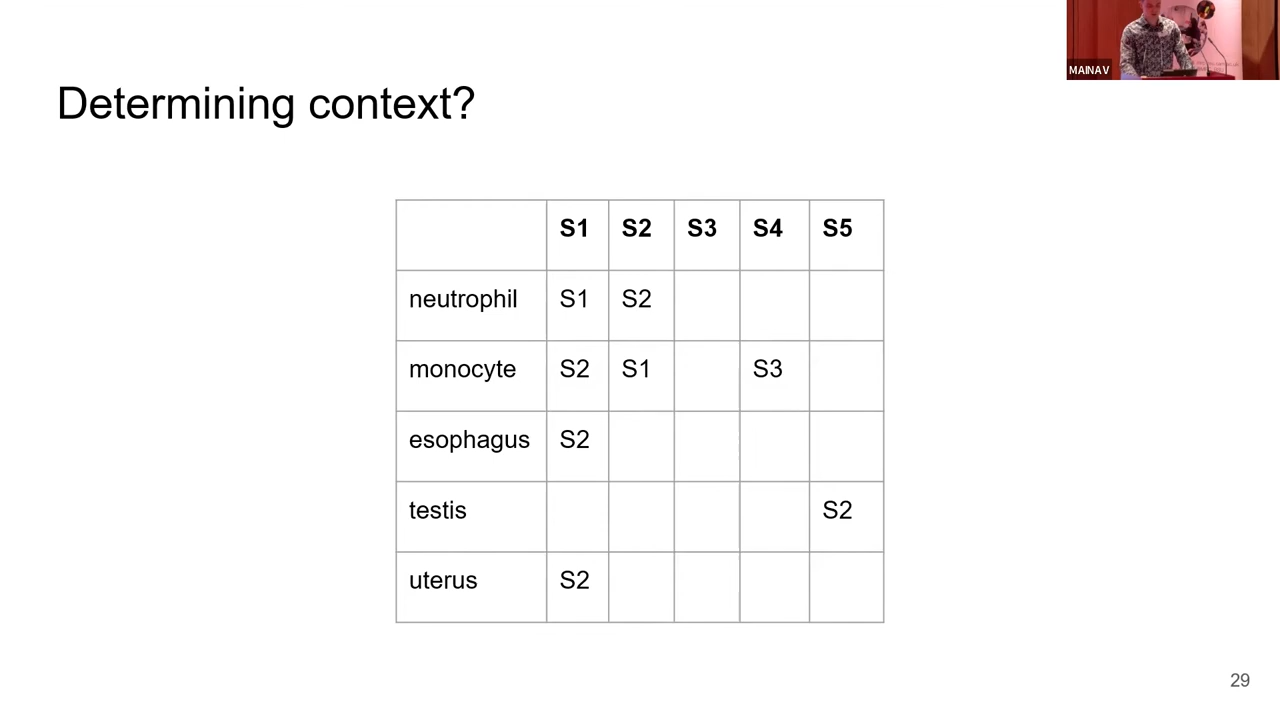 MAINAV
Determining context?
S1 S2 S3 S4 S5
neutrophil S1 S2
monocyte S2 S1 S3
esophagus S2
testis S2
uterus S2
29